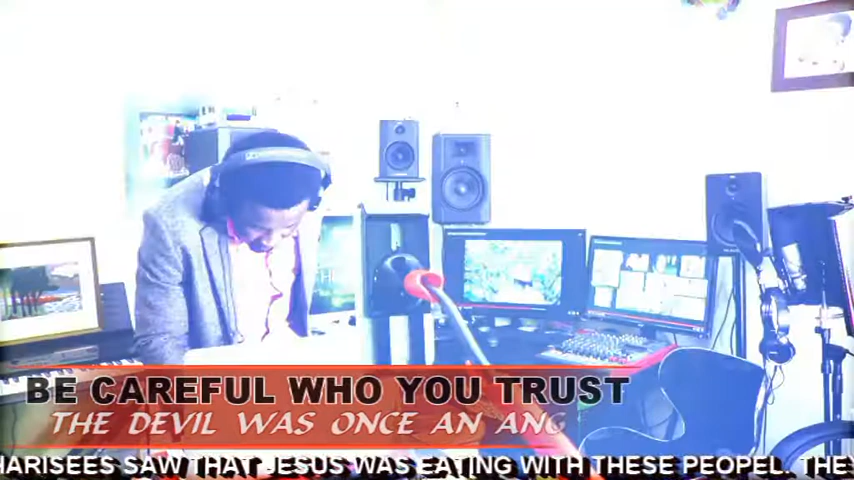 BE CAREFUL WHO YOU TRUST
THE DEVIL WAS ONCE AN ANG
HARISEES SAW THAT JESUS WAS EATING WITH THESE PEOPEL. THE